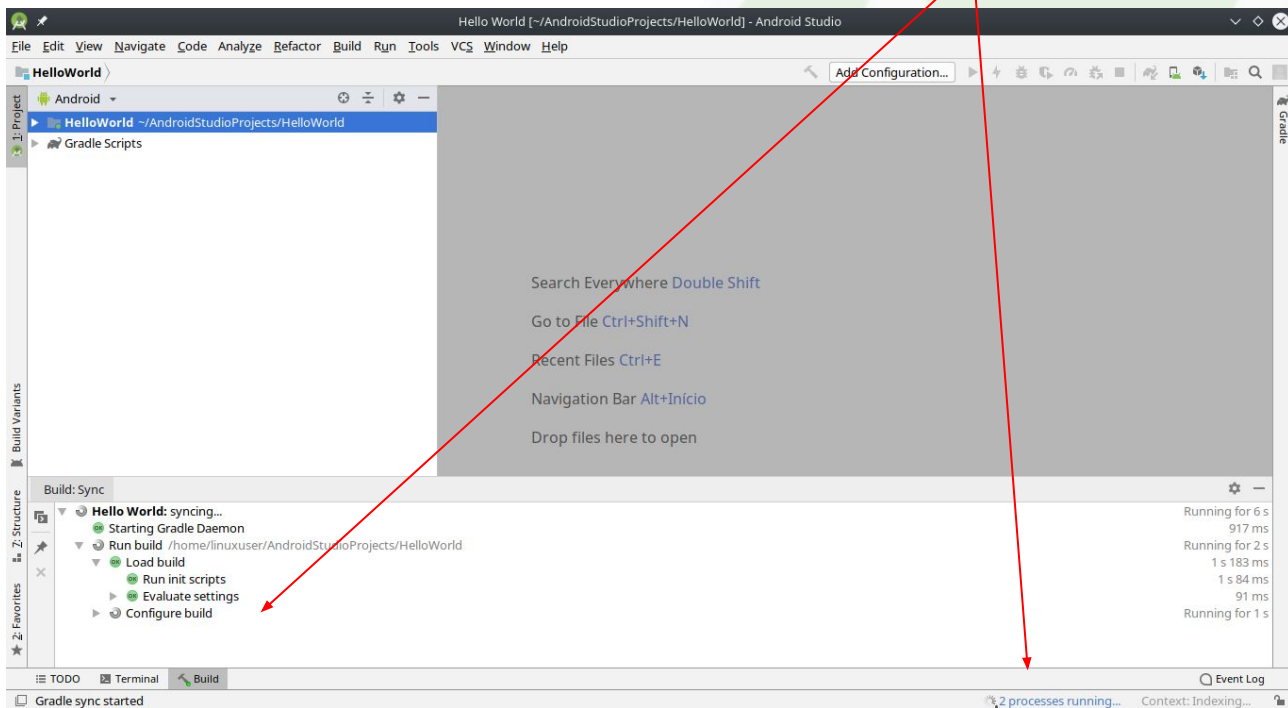 Hello World [~/AndroidStudioProjects/HelloWorld] - Android Studio
File Edit View Navigate Code Analyze Refactor Build Run Tools VCS Window Help
HelloWorld
Add Configuration...
1: Project
Android
HelloWorld ~/AndroidStudioProjects/HelloWorld
Gradle Scripts
Gradle
Search Everywhere Double Shift
Go to File Ctrl+Shift+N
Recent Files Ctrl+E
Navigation Bar Alt+Início
Drop files here to open
Build Variants
7: Structure
2: Favorites
Build: Sync
Hello World: syncing... Running for 6 s
Starting Gradle Daemon 917 ms
Run build /home/linuxuser/AndroidStudioProjects/HelloWorld Running for 2 s
Load build 1 s 183 ms
Run init scripts 1 s 84 ms
Evaluate settings 91 ms
Configure build Running for 1 s
TODO Terminal Build Event Log
Gradle sync started 2 processes running... Context: Indexing...